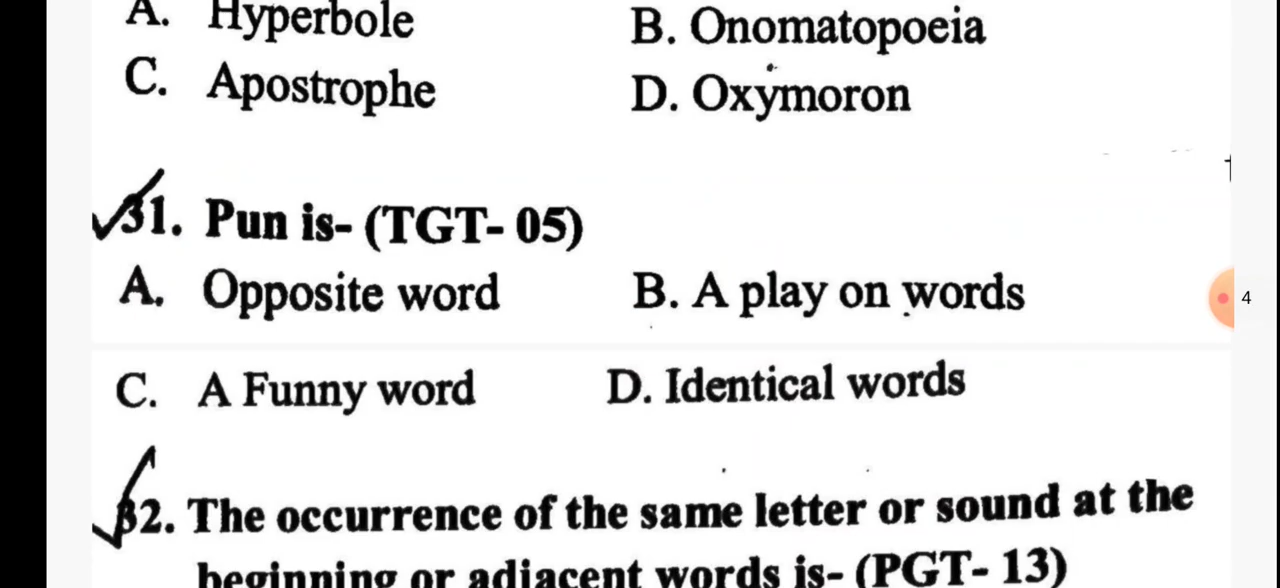 A. Hyperbole B. Onomatopoeia
C. Apostrophe D. Oxymoron
31. Pun is- (TGT- 05)
A. Opposite word B. A play on words
4
C. A Funny word D. Identical words
32. The occurrence of the same letter or sound at the
beginning or adjacent words is- (PGT- 13)